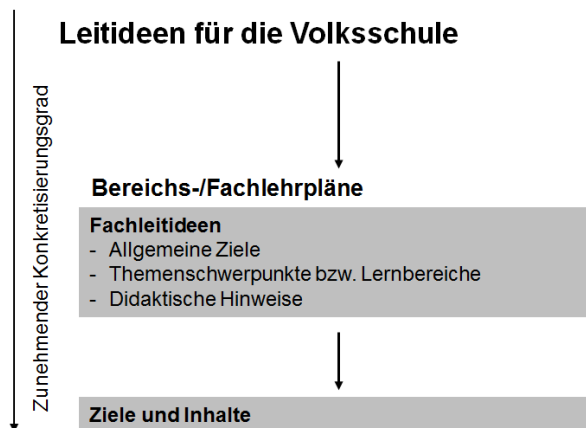 Leitideen für die Volksschule
Zunehmender Konkretisierungsgrad
Bereichs-/Fachlehrpläne
Fachleitideen
- Allgemeine Ziele
- Themenschwerpunkte bzw. Lernbereiche
- Didaktische Hinweise
Ziele und Inhalte